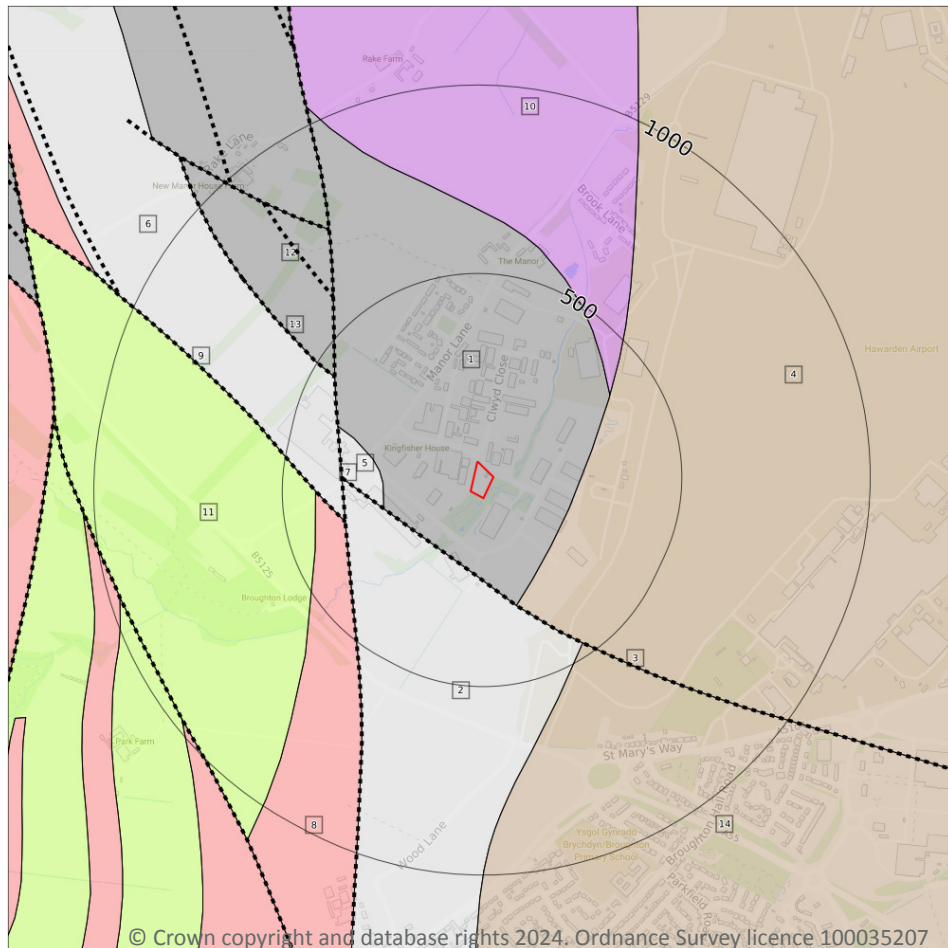 Rake Farm
10
B5129
1000
Rake Lane
New Manor House Farm
Brook Lane
6
12
The Manor
500
13
Manor Lane
9
1
Clwyd Close
Hawarden Airport
4
Kingfisher House
5
7
11
B5125
Broughton Lodge
3
2
Park Farm
St Mary's Way
8
Wood Lane
14
Broughton Hall Road
Ysgol Gynradd
Brychdyn/Broughton
Primary School
© Crown copyright and database rights 2024. Ordnance Survey licence 100035207